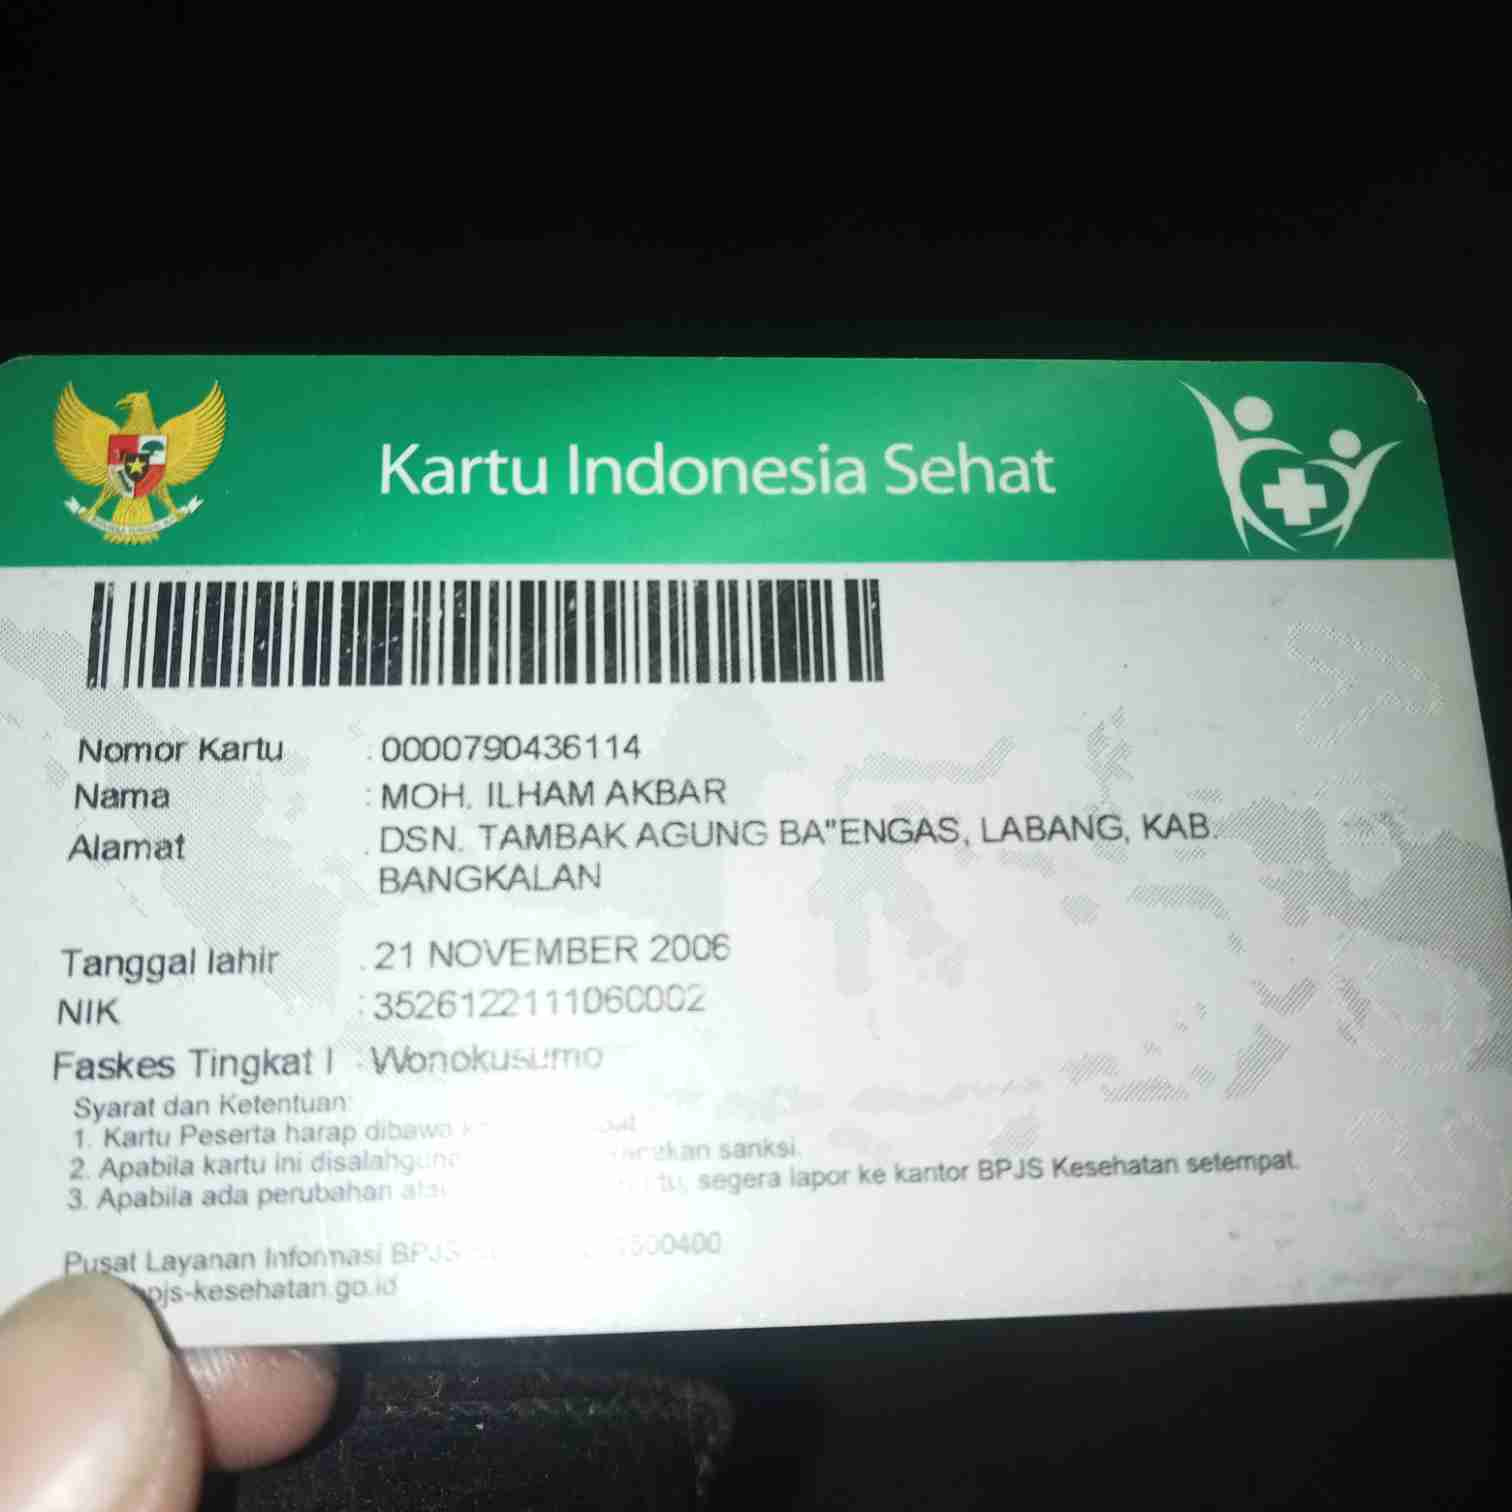 Kartu Indonesia Sehat
Nomor Kartu : 0000790436114
Nama : MOH. ILHAM AKBAR
Alamat : DSN. TAMBAK AGUNG BA"ENGAS, LABANG, KAB.
BANGKALAN
Tanggal lahir : 21 NOVEMBER 2006
NIK : 3526122111060002
Faskes Tingkat I : Wonokusumo
Syarat dan Ketentuan:
1. Kartu Peserta harap dibawa
2. Apabila kartu ini disalahguna sanksi.
3. Apabila ada perubahan segera lapor ke kantor BPJS Kesehatan setempat.
Pusat Layanan Informasi BPJS 1500400
bpjs-kesehatan.go.id